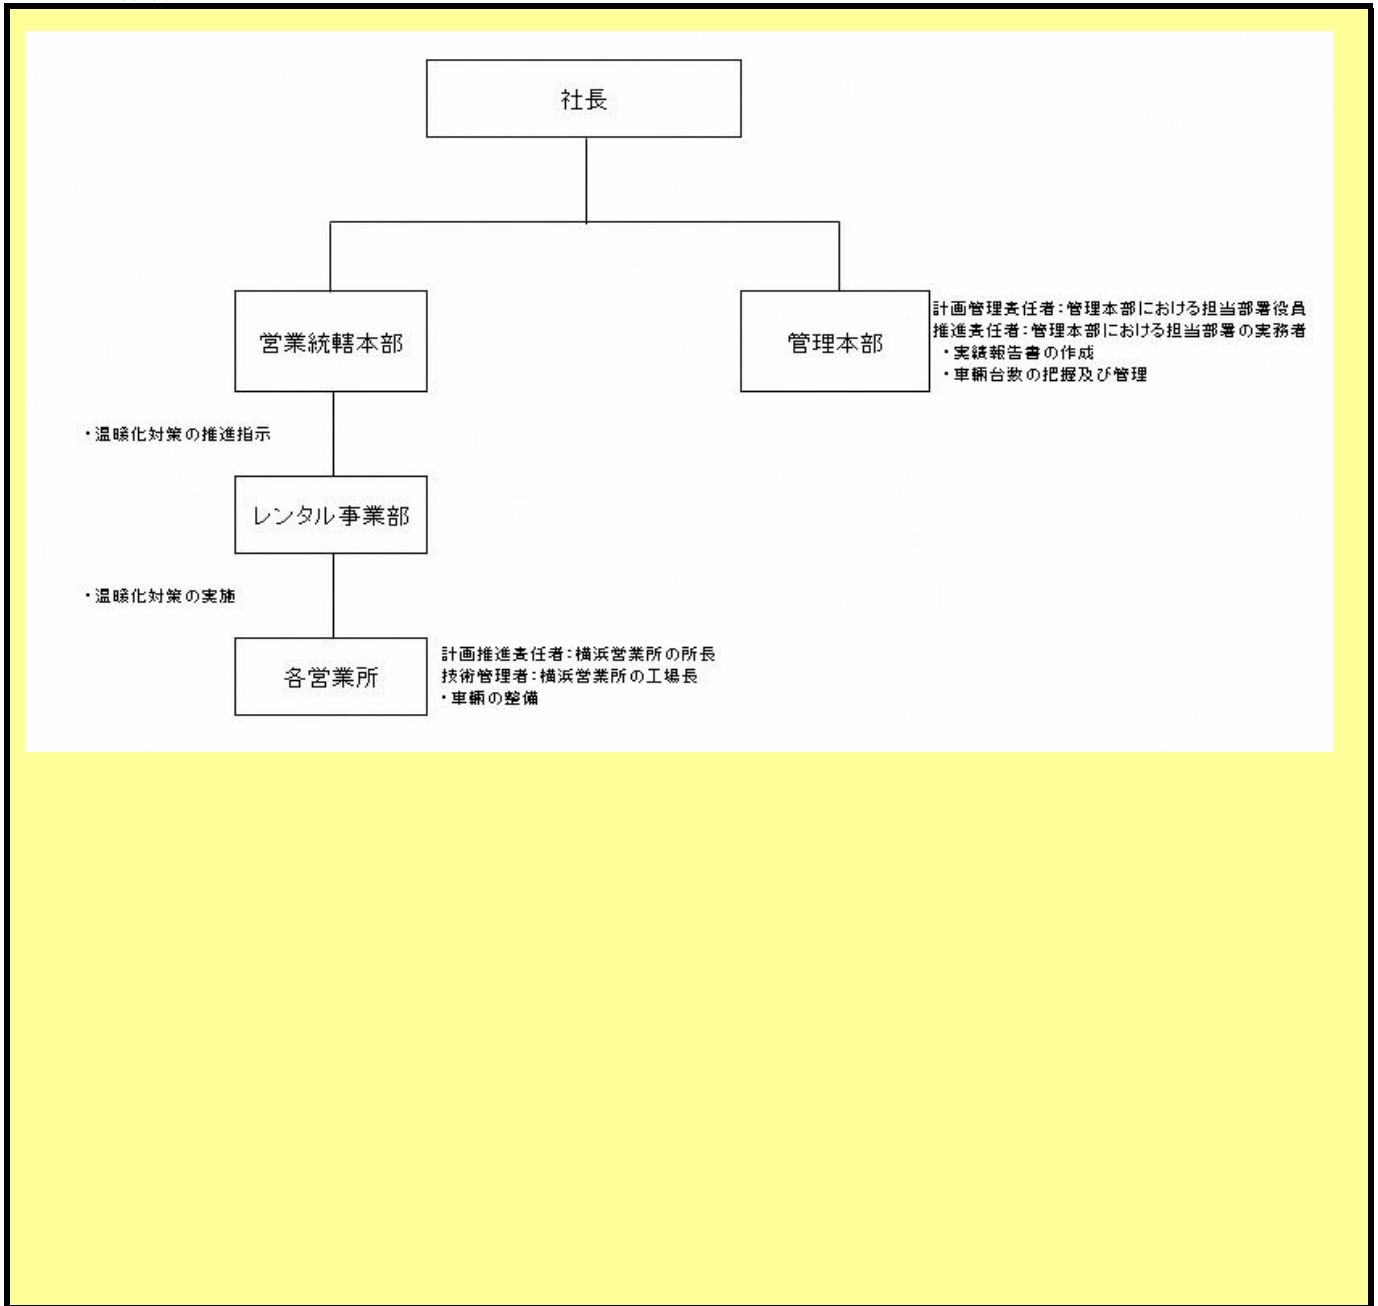 社長
営業統轄本部
管理本部
計画管理責任者：管理本部における担当部署役員
推進責任者：管理本部における担当部署の実務者
・実績報告書の作成
・車輌台数の把握及び管理
・温暖化対策の推進指示
レンタル事業部
・温暖化対策の実施
各営業所
計画推進責任者：横浜営業所の所長
技術管理者：横浜営業所の工場長
・車輌の整備